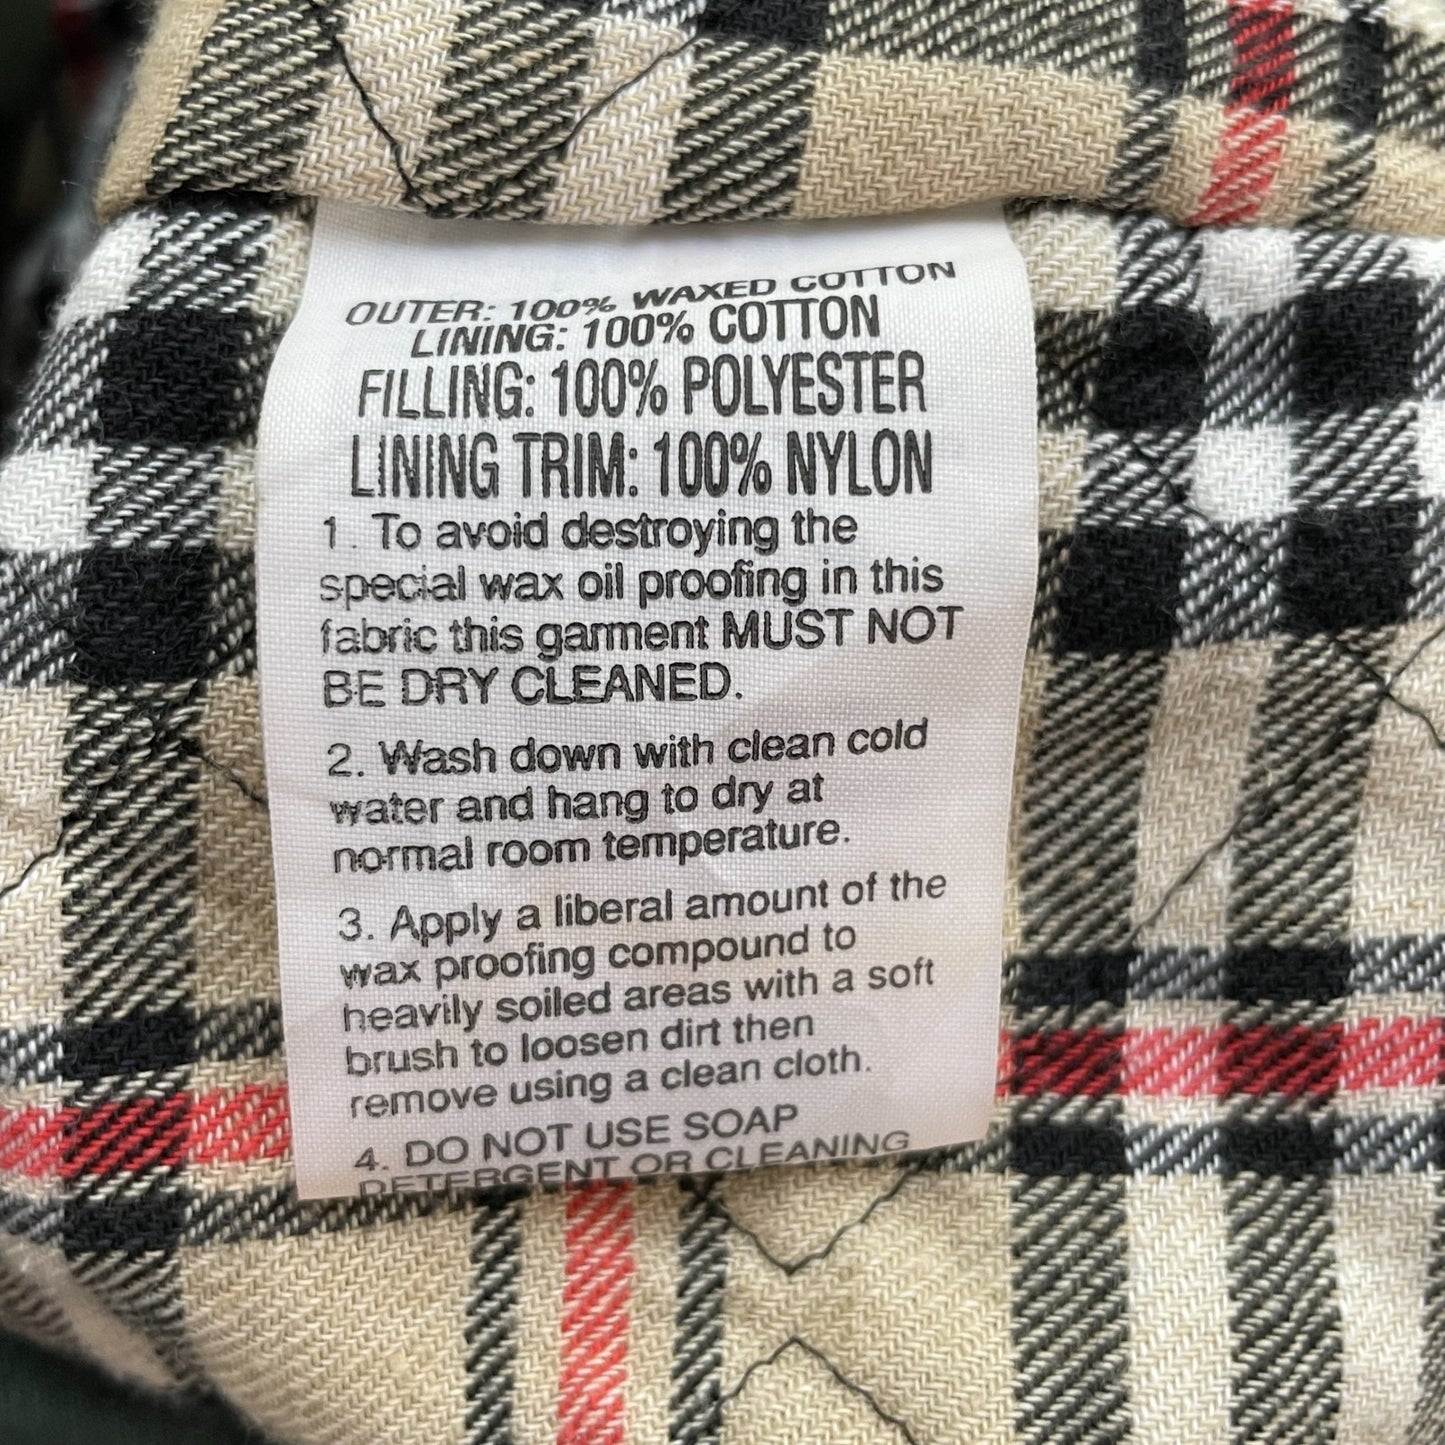 OUTER: 100% WAXED COTTON
LINING: 100% COTTON
FILLING: 100% POLYESTER
LINING TRIM: 100% NYLON
1. To avoid destroying the
special wax oil proofing in this
fabric this garment MUST NOT
BE DRY CLEANED.
2. Wash down with clean cold
water and hang to dry at
normal room temperature.
3. Apply a liberal amount of the
wax proofing compound to
heavily soiled areas with a soft
brush to loosen dirt then
remove using a clean cloth.
4. DO NOT USE SOAP
DETERGENT OR CLEANING